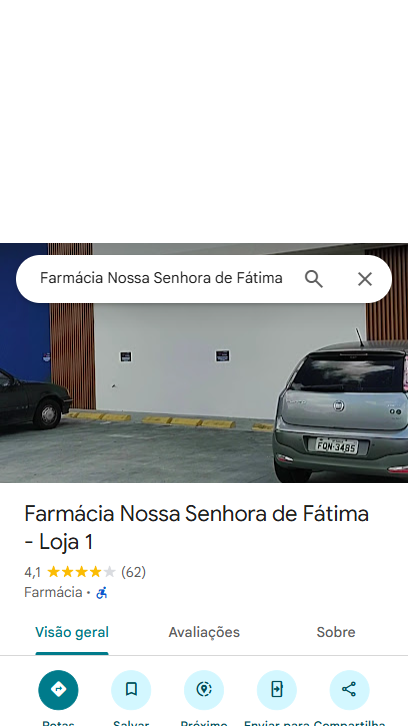 Farmácia Nossa Senhora de Fátima
FQN-3485
Farmácia Nossa Senhora de Fátima
- Loja 1
4,1 (62)
Farmácia ·
Visão geral Avaliações Sobre
Rotas Salvar Próximo Enviar para Compartilha